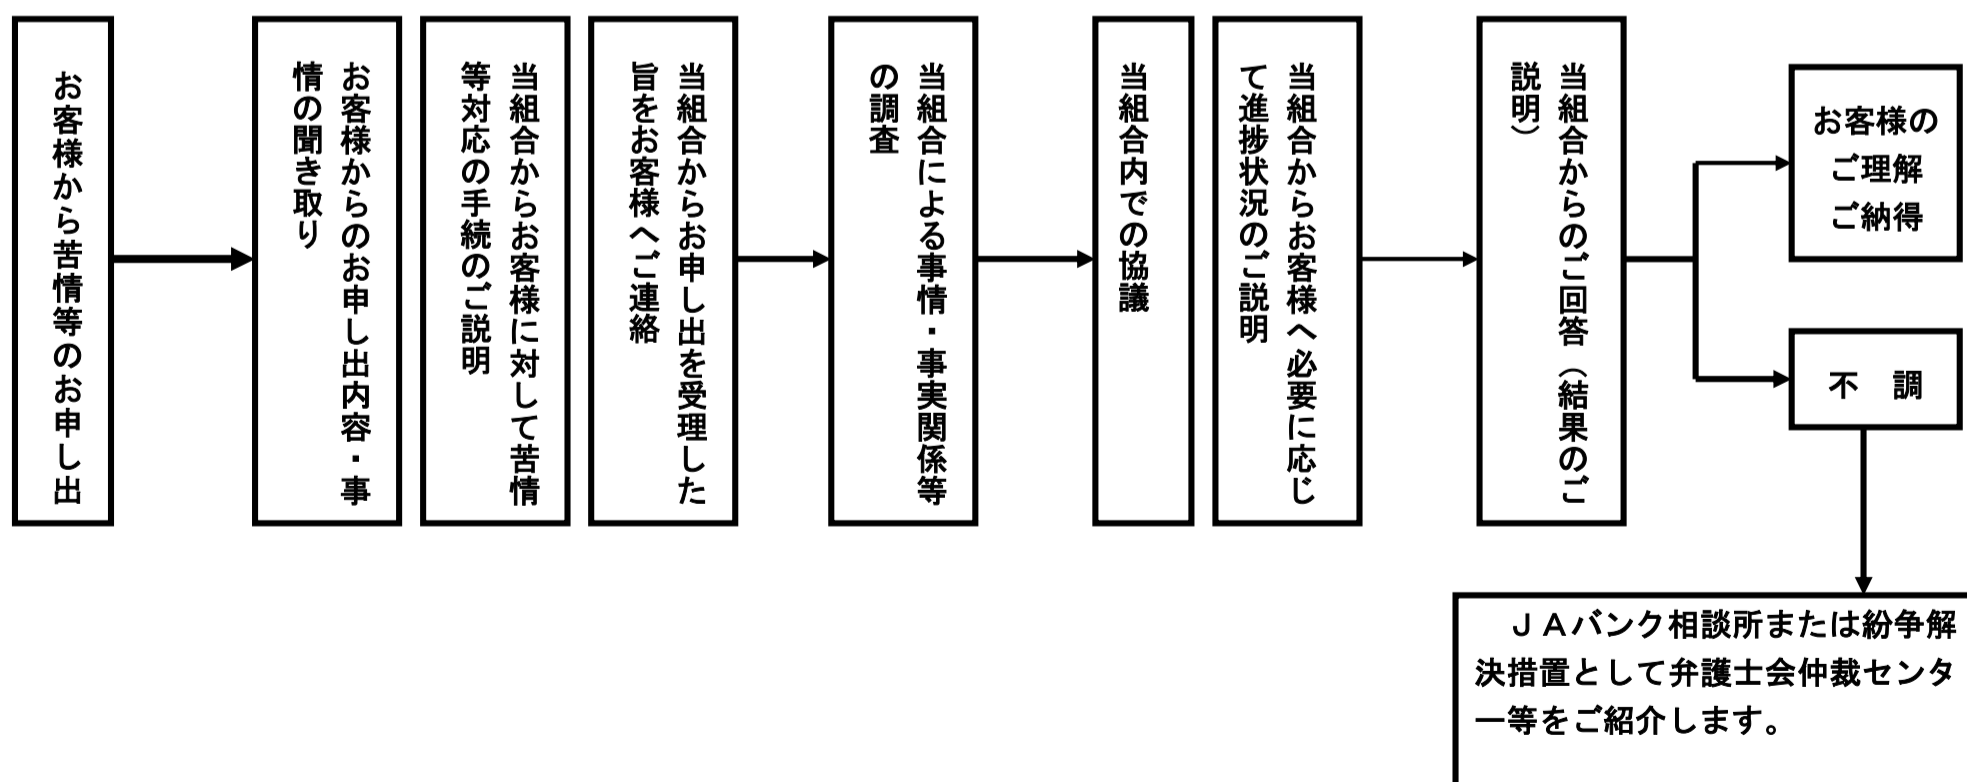 お客様から苦情等のお申し出
お客様からのお申し出内容・事
情の聞き取り
当組合からお客様に対して苦情
等対応の手続のご説明
当組合からお申し出を受理した
旨をお客様へご連絡
当組合による事情・事実関係等
の調査
当組合内での協議
当組合からお客様へ必要に応じ
て進捗状況のご説明
当組合からのご回答（結果のご
説明）
お客様の
ご理解
ご納得
不　調
ＪＡバンク相談所または紛争解
決措置として弁護士会仲裁センタ
ー等をご紹介します。